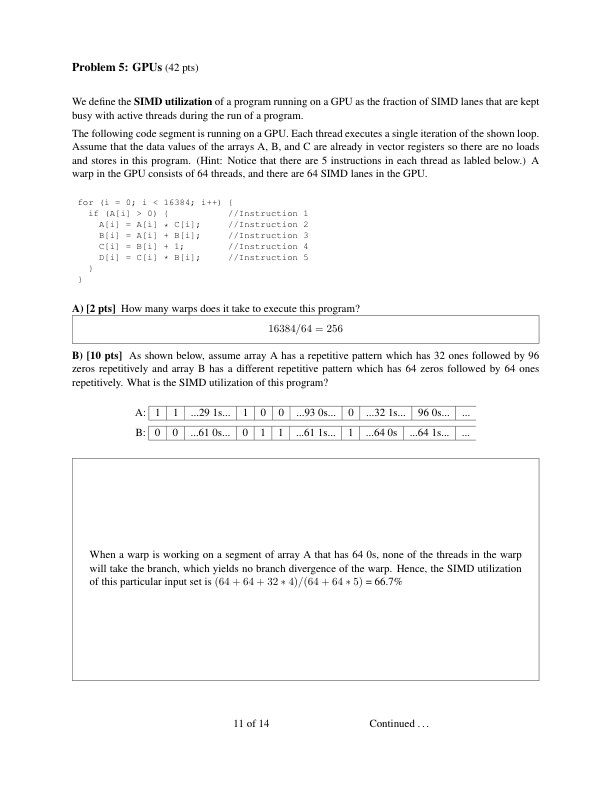 Problem 5: GPUs (42 pts)
We define the SIMD utilization of a program running on a GPU as the fraction of SIMD lanes that are kept
busy with active threads during the run of a program.
The following code segment is running on a GPU. Each thread executes a single iteration of the shown loop.
Assume that the data values of the arrays A, B, and C are already in vector registers so there are no loads
and stores in this program. (Hint: Notice that there are 5 instructions in each thread as labled below.) A
warp in the GPU consists of 64 threads, and there are 64 SIMD lanes in the GPU.
for (i = 0; i < 16384; i++) {
if (A[i] > 0) { //Instruction 1
A[i] = A[i] * C[i]; //Instruction 2
B[i] = A[i] + B[i]; //Instruction 3
C[i] = B[i] + 1; //Instruction 4
D[i] = C[i] * B[i]; //Instruction 5
}
}
A) [2 pts] How many warps does it take to execute this program?
16384/64 = 256
B) [10 pts] As shown below, assume array A has a repetitive pattern which has 32 ones followed by 96
zeros repetitively and array B has a different repetitive pattern which has 64 zeros followed by 64 ones
repetitively. What is the SIMD utilization of this program?
A: 1 1 ...29 1s... 1 0 0 ...93 0s... 0 ...32 1s... 96 0s... ...
B: 0 0 ...61 0s... 0 1 1 ...61 1s... 1 ...64 0s ...64 1s... ...
When a warp is working on a segment of array A that has 64 0s, none of the threads in the warp
will take the branch, which yields no branch divergence of the warp. Hence, the SIMD utilization
of this particular input set is (64 + 64 + 32 * 4)/(64 + 64 * 5) = 66.7%
11 of 14 Continued . . .